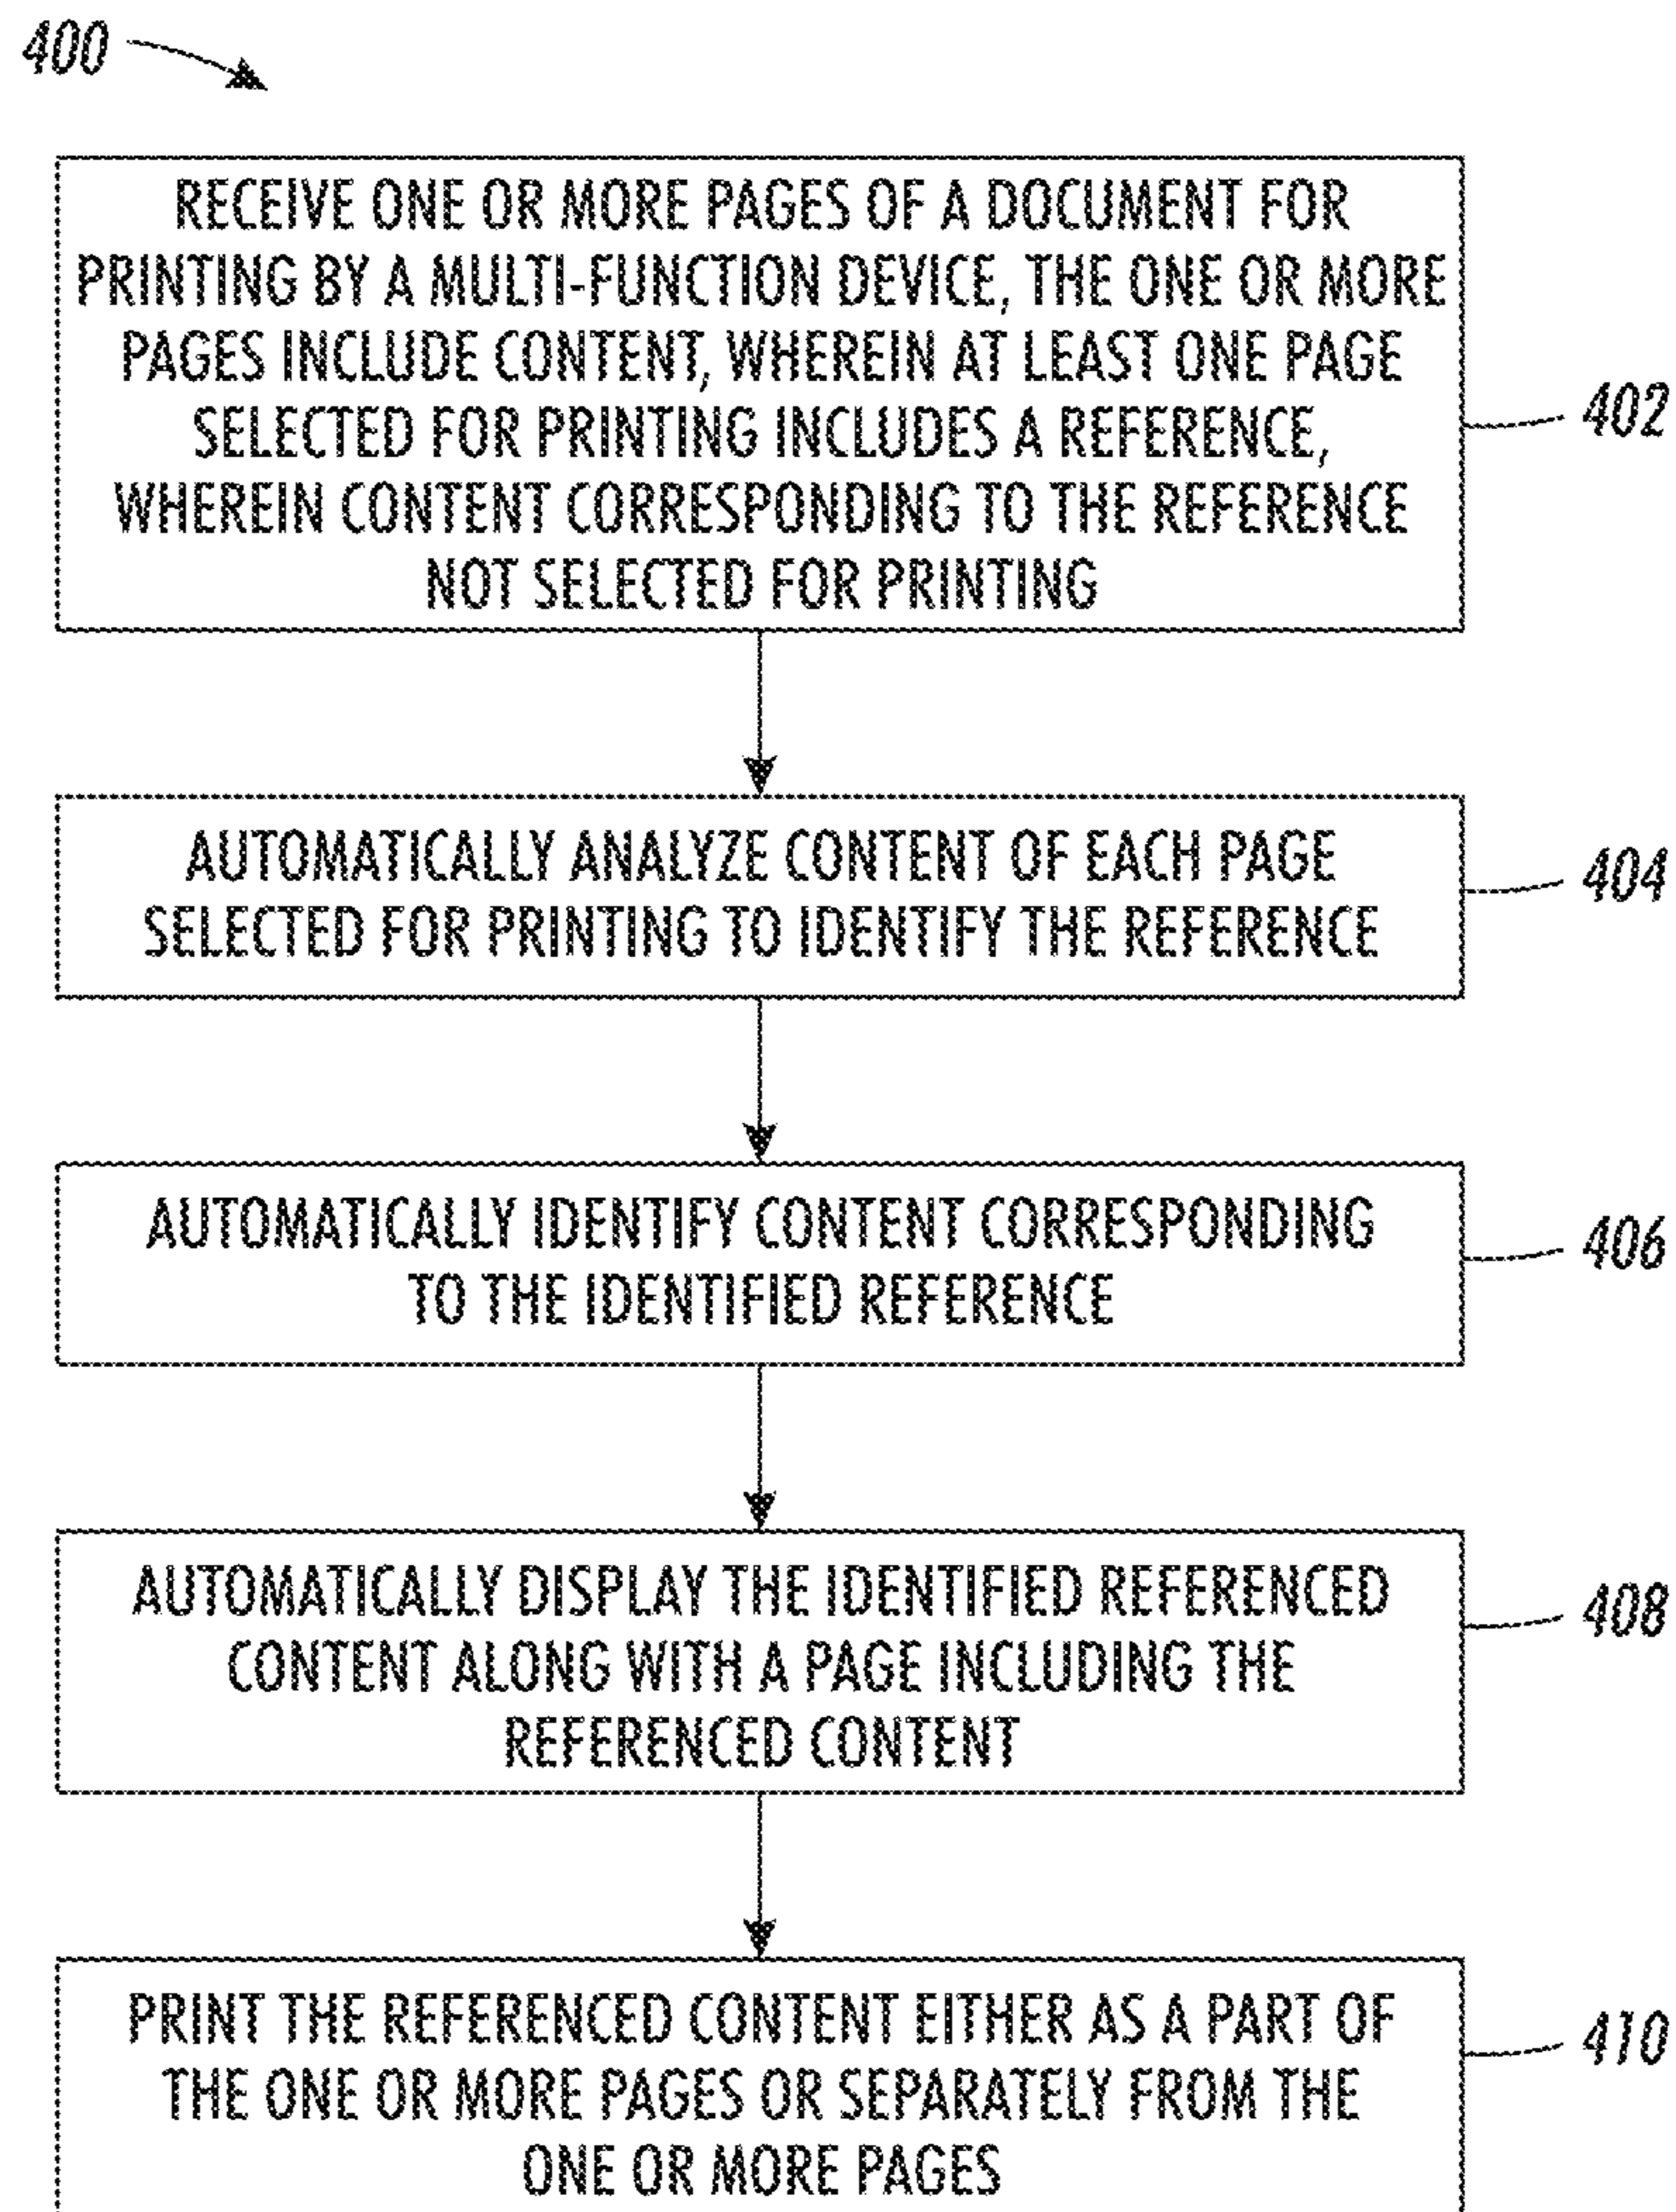 400
RECEIVE ONE OR MORE PAGES OF A DOCUMENT FOR
PRINTING BY A MULTI-FUNCTION DEVICE, THE ONE OR MORE
PAGES INCLUDE CONTENT, WHEREIN AT LEAST ONE PAGE
SELECTED FOR PRINTING INCLUDES A REFERENCE,
WHEREIN CONTENT CORRESPONDING TO THE REFERENCE
NOT SELECTED FOR PRINTING
402
AUTOMATICALLY ANALYZE CONTENT OF EACH PAGE
SELECTED FOR PRINTING TO IDENTIFY THE REFERENCE
404
AUTOMATICALLY IDENTIFY CONTENT CORRESPONDING
TO THE IDENTIFIED REFERENCE
406
AUTOMATICALLY DISPLAY THE IDENTIFIED REFERENCED
CONTENT ALONG WITH A PAGE INCLUDING THE
REFERENCED CONTENT
408
PRINT THE REFERENCED CONTENT EITHER AS A PART OF
THE ONE OR MORE PAGES OR SEPARATELY FROM THE
ONE OR MORE PAGES
410